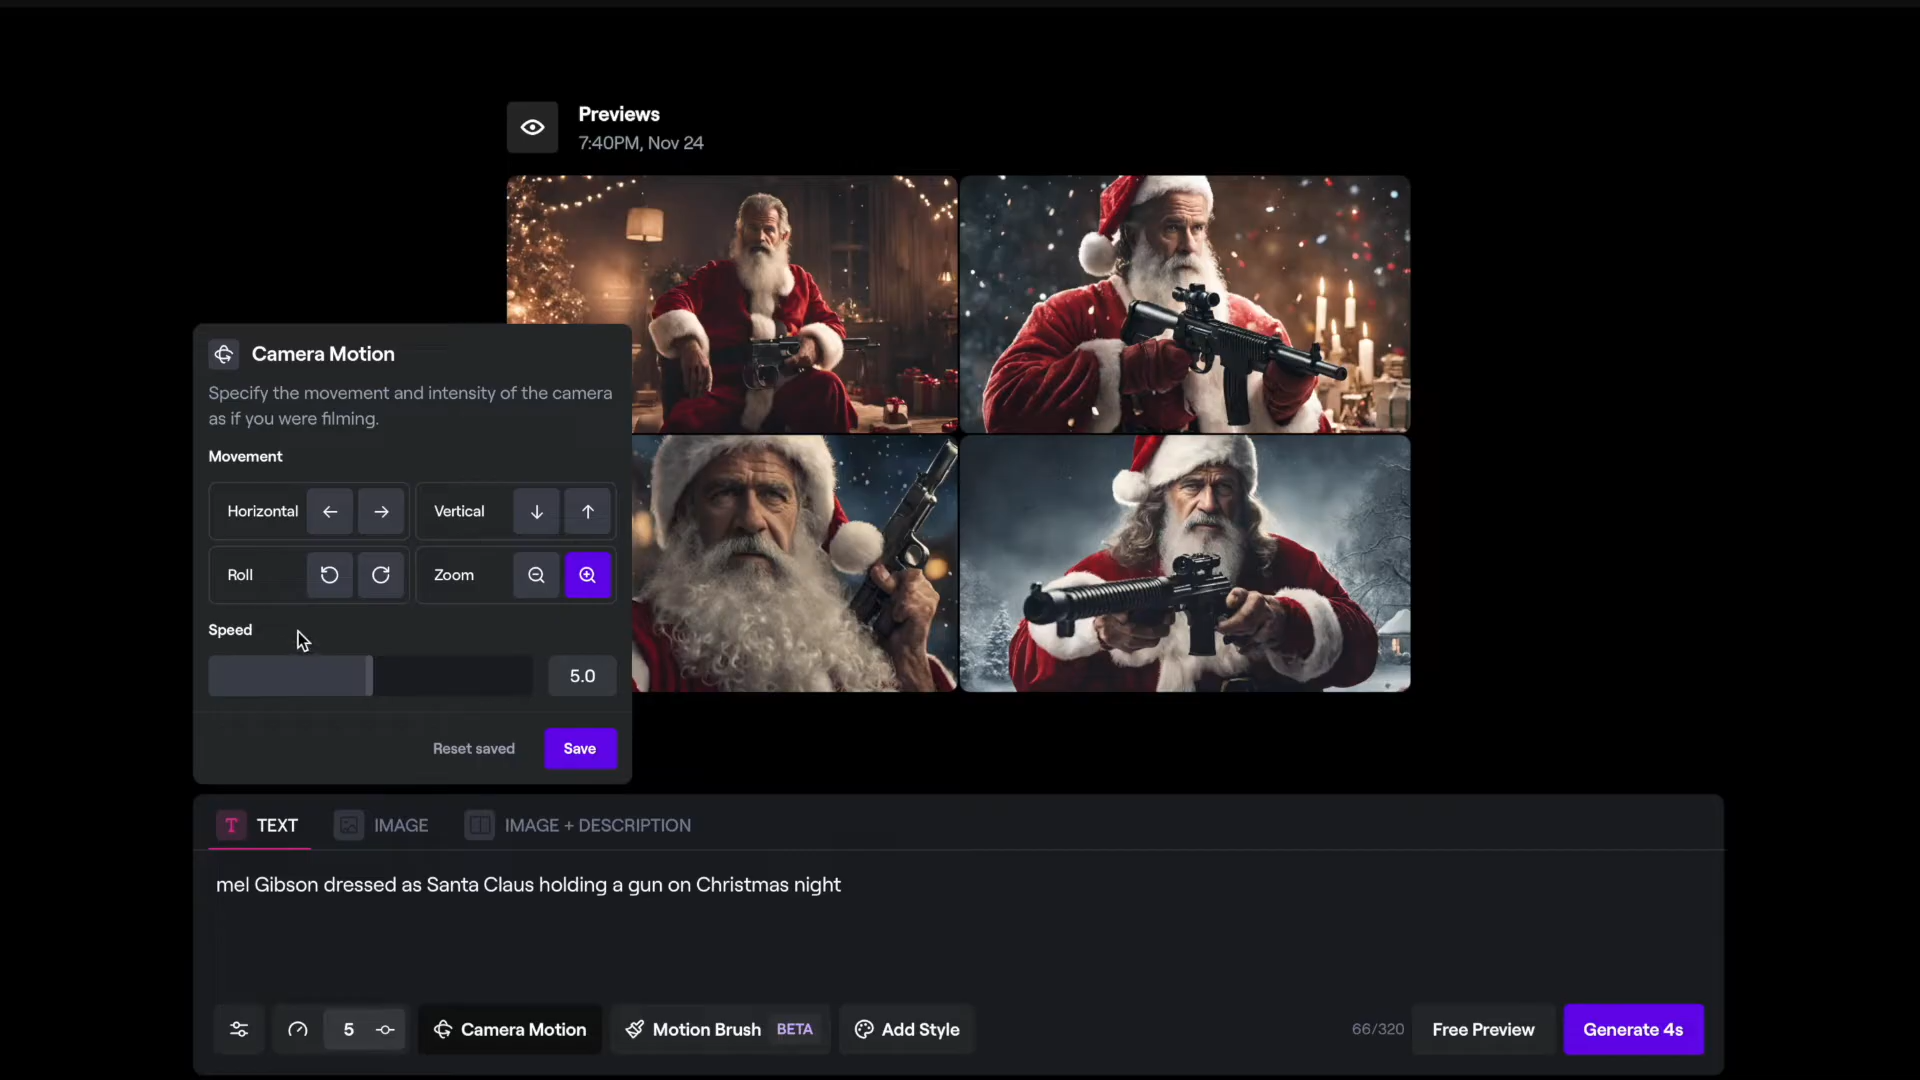 Previews
7:40PM, Nov 24
Camera Motion
Specify the movement and intensity of the camera
as if you were filming.
Movement
Horizontal
Vertical
Roll
Zoom
Speed
5.0
Reset saved
Save
T TEXT
IMAGE
IMAGE + DESCRIPTION
mel Gibson dressed as Santa Claus holding a gun on Christmas night
5
Camera Motion
Motion Brush BETA
Add Style
66/320
Free Preview
Generate 4s